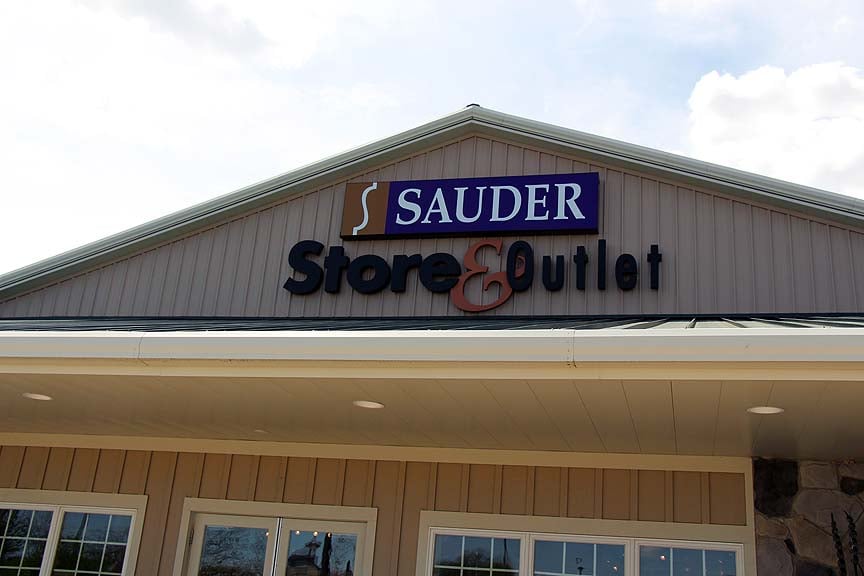 SAUDER
Store & Outlet